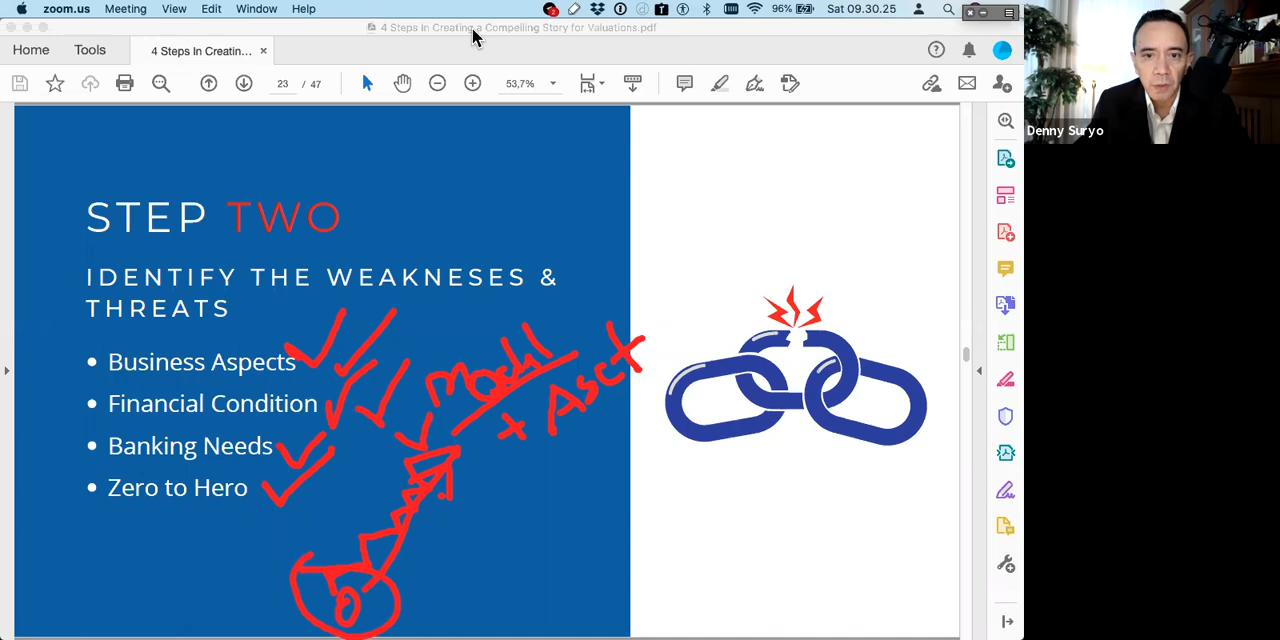 zoom.us Meeting View Edit Window Help 96% Sat 09.30.25
4 Steps In Creating a Compelling Story for Valuations.pdf
Home Tools 4 Steps In Creatin... ×
23 / 47 53,7%
Denny Suryo
STEP TWO
IDENTIFY THE WEAKNESES &
THREATS
• Business Aspects
• Financial Condition
• Banking Needs
• Zero to Hero
+
0